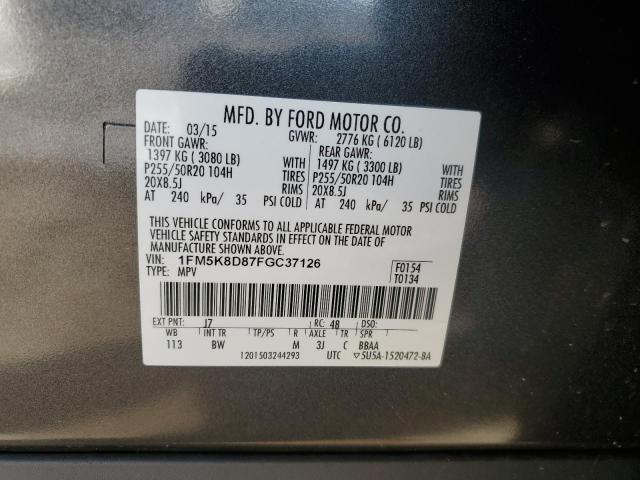 MFD. BY FORD MOTOR CO.
DATE: 03/15 GVWR: 2776 KG ( 6120 LB)
FRONT GAWR: REAR GAWR:
1397 KG ( 3080 LB) WITH 1497 KG ( 3300 LB) WITH
P255/50R20 104H TIRES P255/50R20 104H TIRES
20X8.5J RIMS 20X8.5J RIMS
AT 240 kPa/ 35 PSI COLD AT 240 kPa/ 35 PSI COLD
THIS VEHICLE CONFORMS TO ALL APPLICABLE FEDERAL MOTOR
VEHICLE SAFETY STANDARDS IN EFFECT ON THE DATE OF
MANUFACTURE SHOWN ABOVE.
VIN: 1FM5K8D87FGC37126 F0154
TYPE: MPV T0134
EXT PNT: J7 RC: 48 DSO:
WB INT TR TP/PS R AXLE TR SPR
113 BW M 3J C BBAA
1201503244293 UTC ▽5U5A-1520472-BA